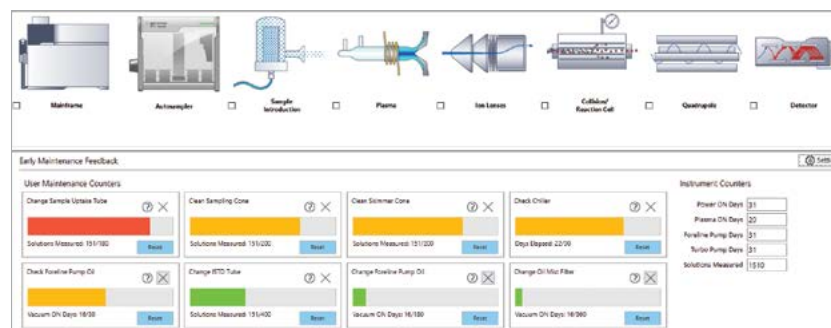 Mainframe
Autosampler
Sample
Introduction
Plasma
Ion Lenses
Collision/
Reaction Cell
Quadrupole
Detector
Early Maintenance Feedback
User Maintenance Counters
Instrument Counters
Change Sample Uptake Tube
Clean Sampling Cone
Clean Skimmer Cone
Check Chiller
Solutions Measured: 151/180
Reset
Solutions Measured: 151/200
Reset
Solutions Measured: 151/200
Reset
Days Elapsed: 22/30
Reset
Check Foreline Pump Oil
Change ISTD Tube
Change Foreline Pump Oil
Change Oil Mist Filter
Vacuum ON Days: 16/30
Reset
Solutions Measured: 151/400
Reset
Vacuum ON Days: 16/180
Reset
Vacuum ON Days: 16/360
Reset
Power ON Days 31
Plasma ON Days 20
Foreline Pump Days 31
Turbo Pump Days 31
Solutions Measured 1510